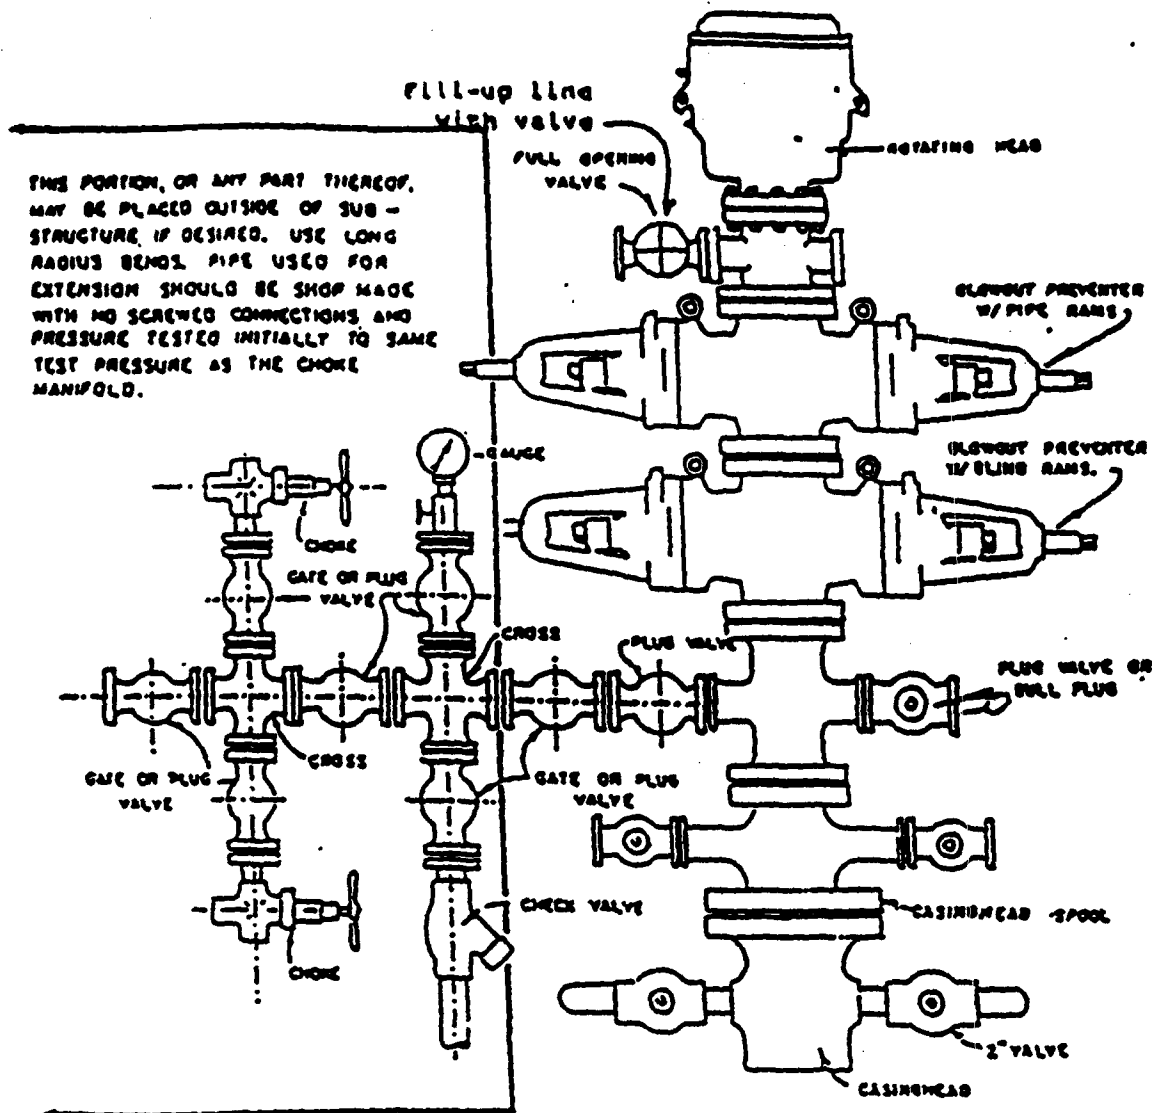 Fill-up line
with valve
FULL OPENING
VALVE
ROTATING HEAD
THIS PORTION, OR ANY PART THEREOF,
MAY BE PLACED OUTSIDE OF SUB-
STRUCTURE, IF DESIRED. USE LONG
RADIUS BENDS. PIPE USED FOR
EXTENSION SHOULD BE SHOP MADE
WITH NO SCREWED CONNECTIONS AND
PRESSURE TESTED INITIALLY TO SAME
TEST PRESSURE AS THE CHOKE
MANIFOLD.
BLOWOUT PREVENTER
W/ PIPE RAMS.
GAUGE
BLOWOUT PREVENTER
W/ BLIND RAMS.
CHOKE
GATE OR PLUG
VALVE
CROSS
PLUG VALVE
PLUG VALVE OR
BULL PLUG
CROSS
GATE OR PLUG
VALVE
GATE OR PLUG
VALVE
CHECK VALVE
CASINGHEAD SPOOL
CHOKE
2" VALVE
CASINGHEAD